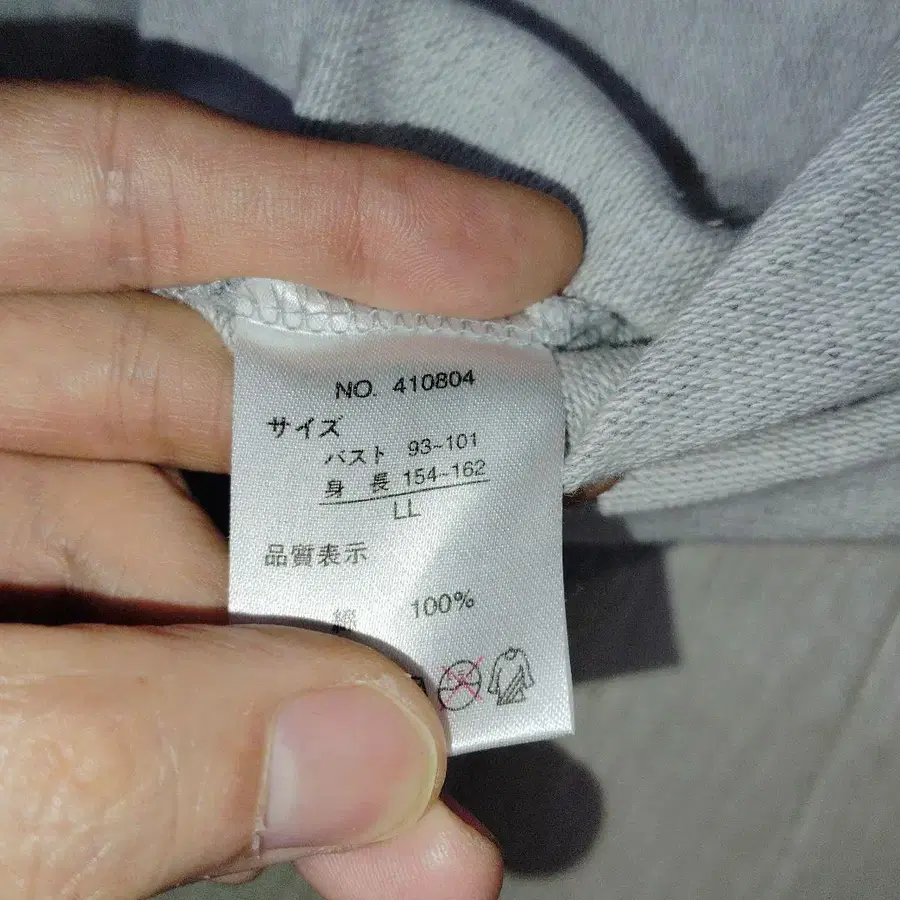 NO. 410804
サイズ
バスト 93-101
身 長 154-162
LL
品質表示
綿 100%